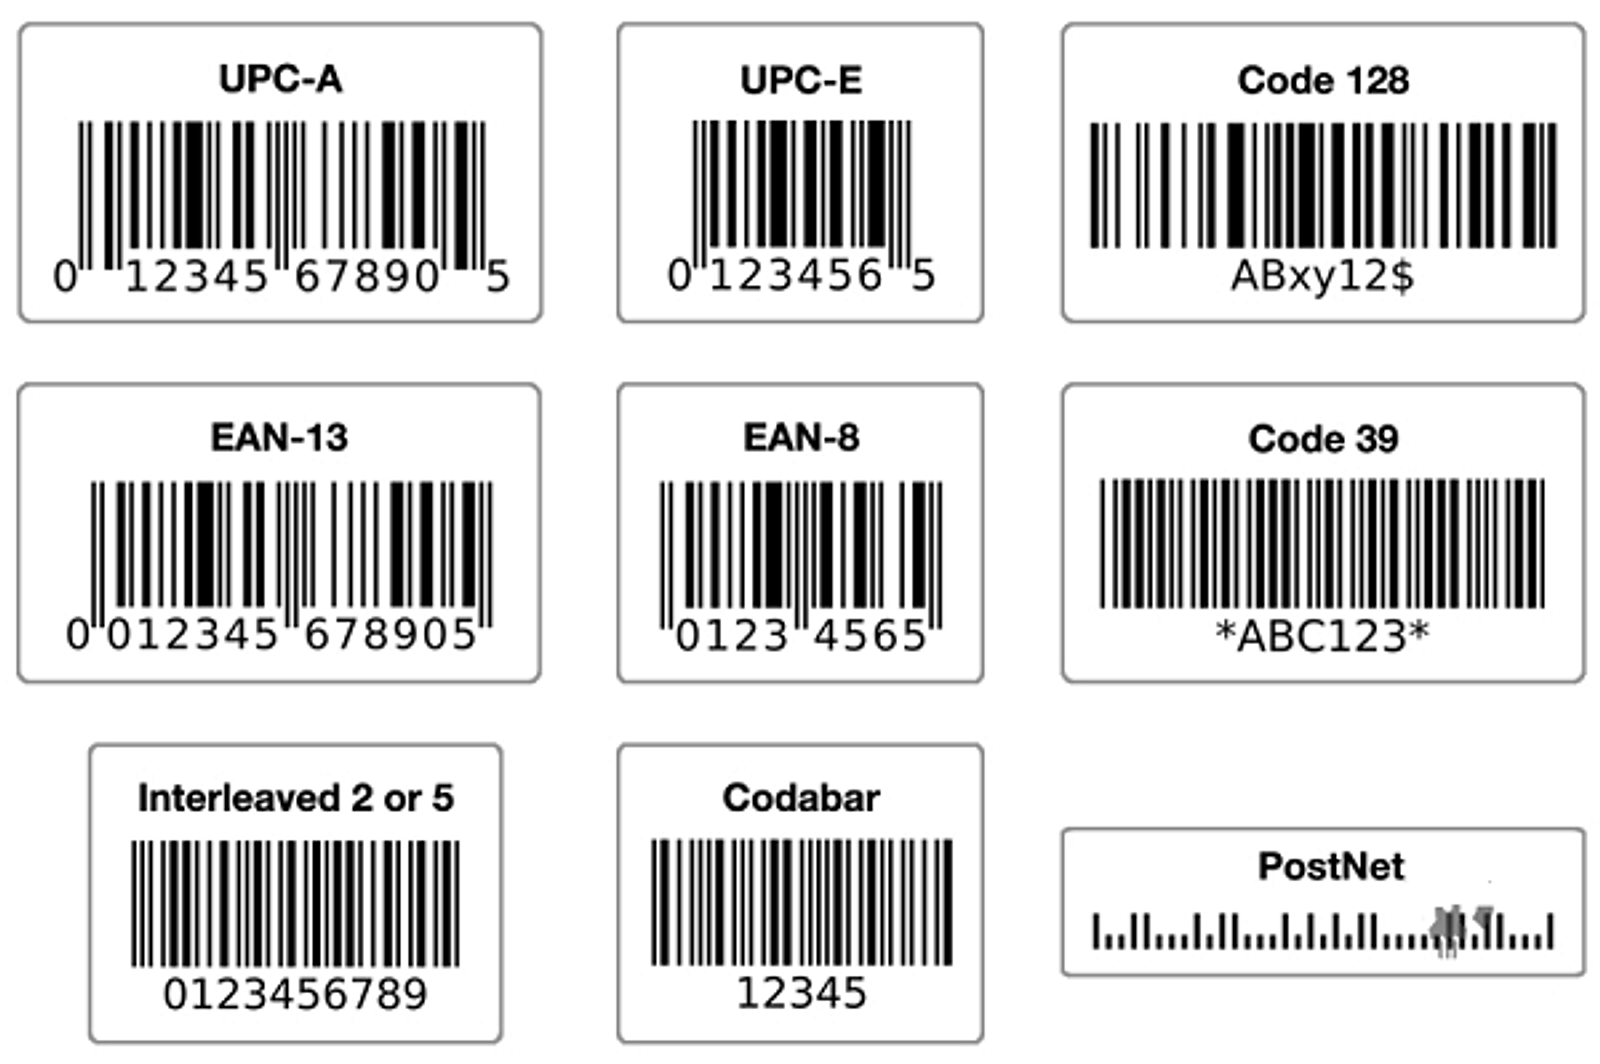 UPC-A
0 12345 67890 5
UPC-E
0 123456 5
Code 128
ABxy12$
EAN-13
0 012345 678905
EAN-8
0123 4565
Code 39
*ABC123*
Interleaved 2 or 5
0123456789
Codabar
12345
PostNet